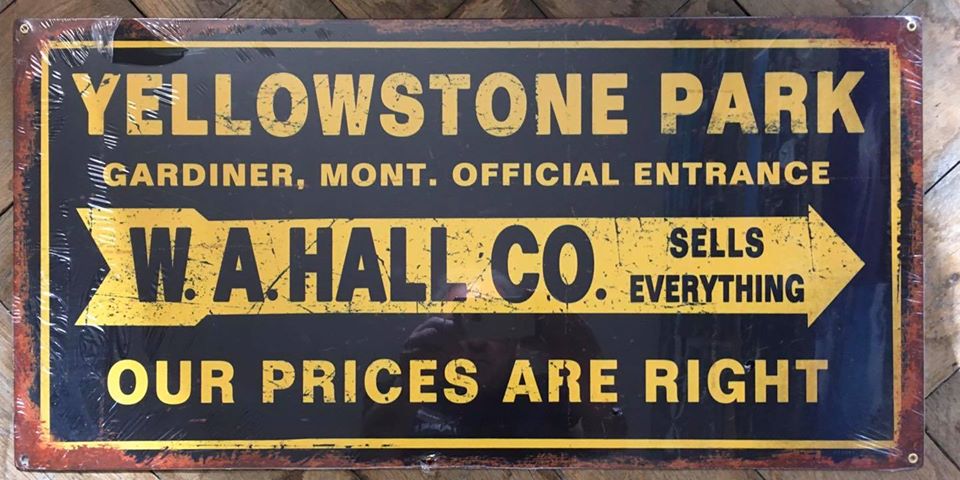 YELLOWSTONE PARK
GARDINER, MONT. OFFICIAL ENTRANCE
W. A. HALL CO. SELLS
EVERYTHING
OUR PRICES ARE RIGHT